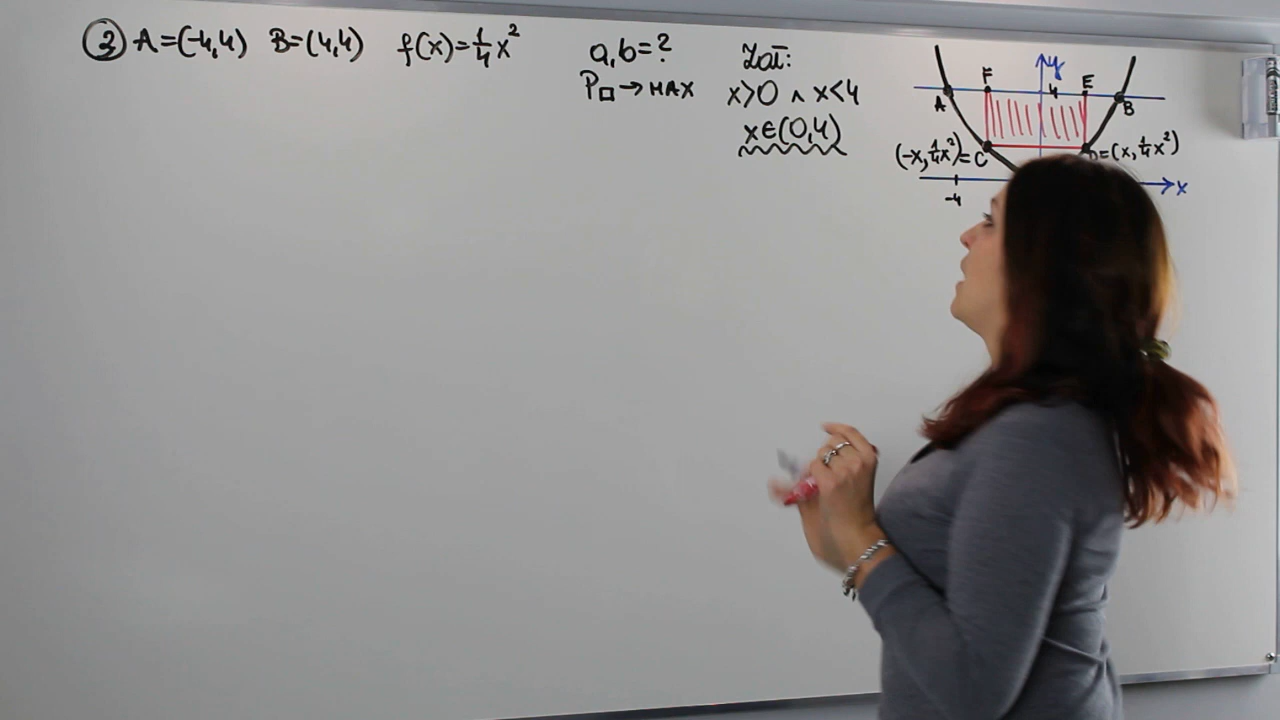 ③ A=(-4,4) B=(4,4) f(x)=¼x²
a,b=?
P□→MAX
Zał:
x>0 ∧ x<4
x∈(0,4)
y
F 4 E
A B
(-x,¼x²)=C D=(x,¼x²)
x
-4